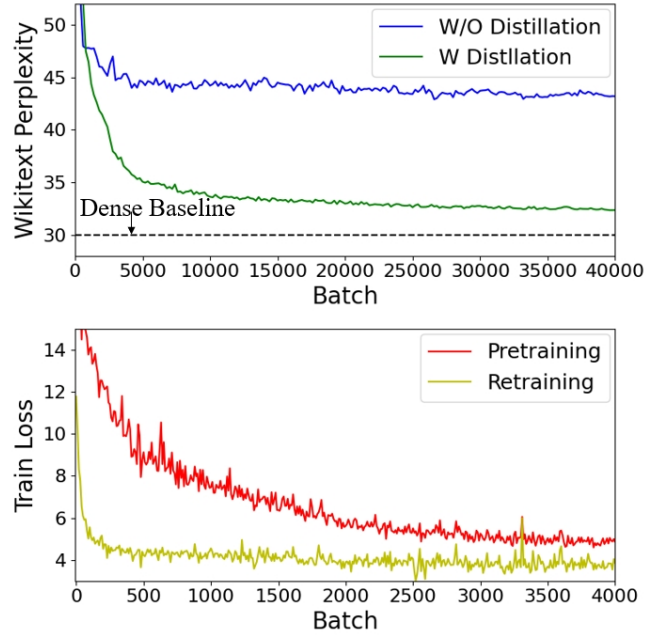 50
45
40
35
30
Wikitext Perplexity
W/O Distillation
W Distllation
Dense Baseline
0 5000 10000 15000 20000 25000 30000 35000 40000
Batch
14
12
10
8
6
4
Train Loss
Pretraining
Retraining
0 500 1000 1500 2000 2500 3000 3500 4000
Batch